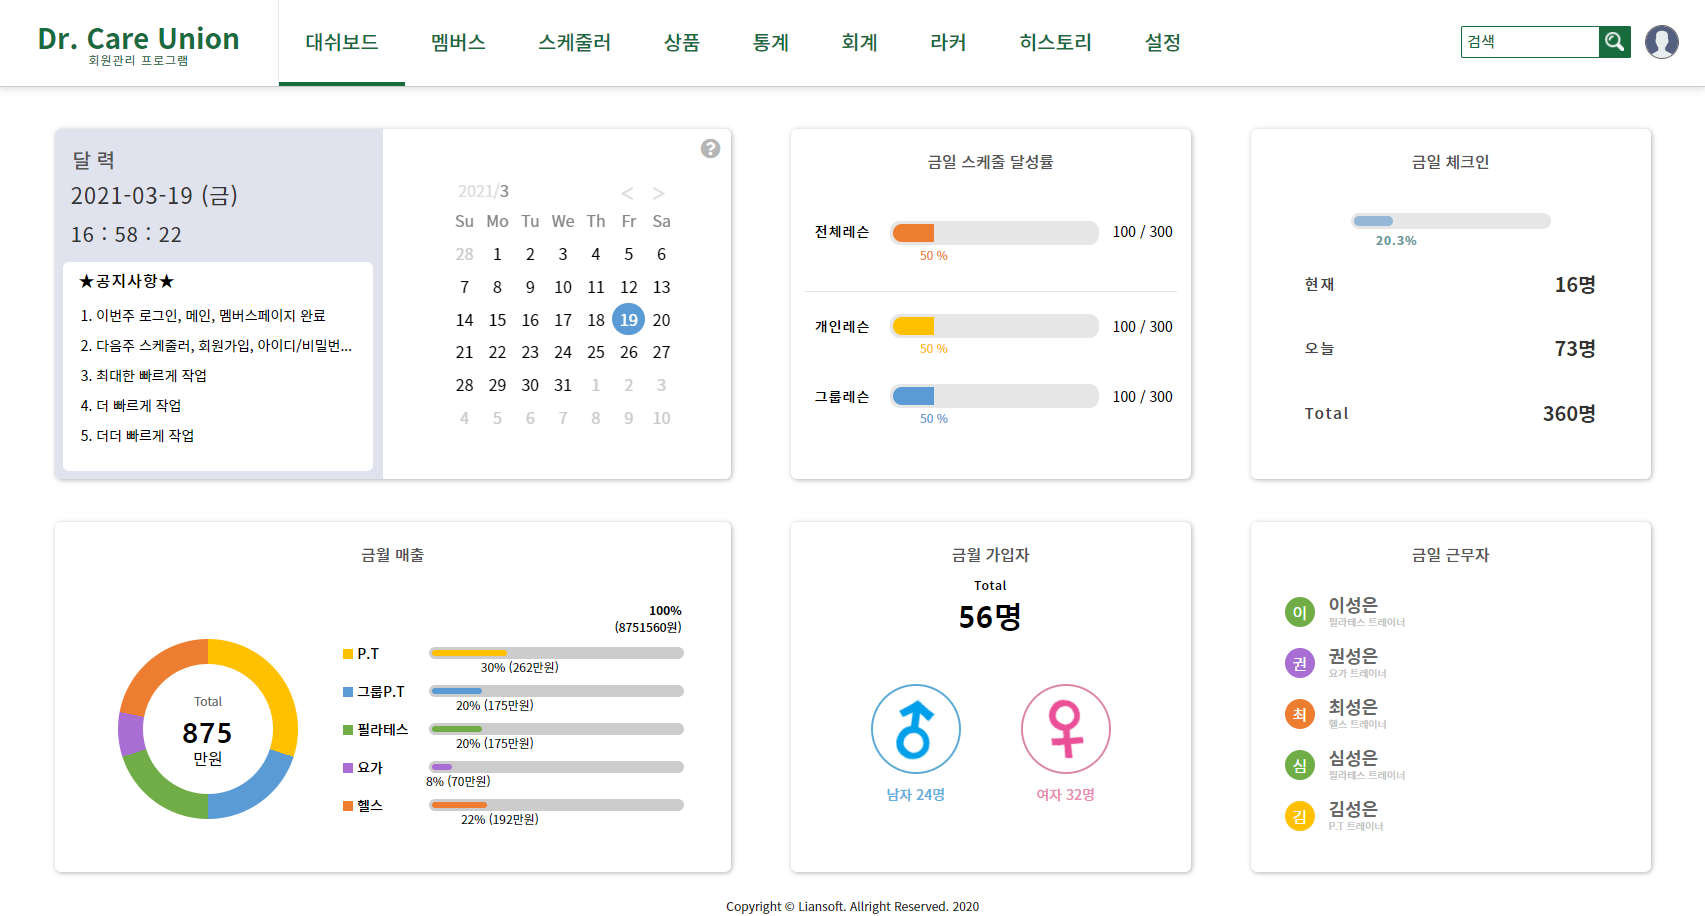 Dr. Care Union
회원관리 프로그램
대쉬보드
멤버스
스케줄러
상품
통계
회계
라커
히스토리
설정
검색
달 력
2021-03-19 (금)
16 : 58 : 22
★공지사항★
1. 이번주 로그인, 메인, 멤버스페이지 완료
2. 다음주 스케줄러, 회원가입, 아이디/비밀번...
3. 최대한 빠르게 작업
4. 더 빠르게 작업
5. 더더 빠르게 작업
?
2021/3 < >
Su Mo Tu We Th Fr Sa
28 1 2 3 4 5 6
7 8 9 10 11 12 13
14 15 16 17 18 19 20
21 22 23 24 25 26 27
28 29 30 31 1 2 3
4 5 6 7 8 9 10
금일 스케줄 달성률
전체레슨 100 / 300
50 %
개인레슨 100 / 300
50 %
그룹레슨 100 / 300
50 %
금일 체크인
20.3%
현재 16명
오늘 73명
Total 360명
금월 매출
Total
875
만원
100%
(8751560원)
P.T
30% (262만원)
그룹P.T
20% (175만원)
필라테스
20% (175만원)
요가
8% (70만원)
헬스
22% (192만원)
금월 가입자
Total
56명
남자 24명
여자 32명
금일 근무자
이 이성은
필라테스 트레이너
권 권성은
요가 트레이너
최 최성은
헬스 트레이너
심 심성은
필라테스 트레이너
김 김성은
P.T 트레이너
Copyright © Liansoft. Allright Reserved. 2020